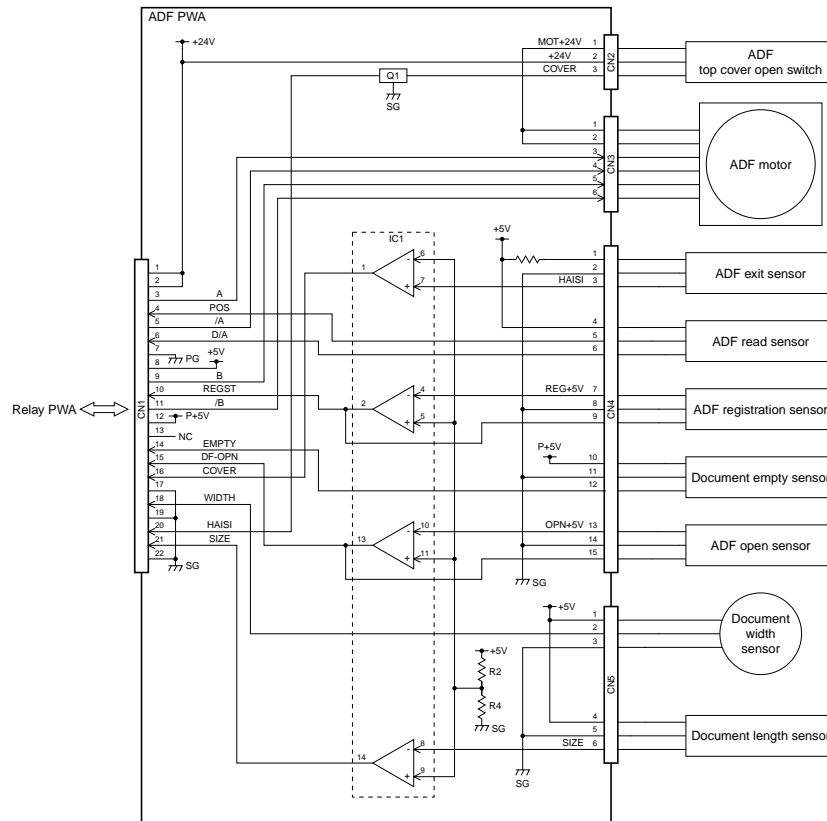 ADF PWA
+24V
MOT+24V 1
+24V 2
COVER 3
CN2
ADF
top cover open switch
Q1
SG
1
2
3
4
5
6
CN3
ADF motor
IC1
+5V
1
2
HAISI 3
4
5
6
REG+5V 7
8
9
P+5V 10
11
12
OPN+5V 13
14
15
SG
CN4
ADF exit sensor
ADF read sensor
ADF registration sensor
Document empty sensor
ADF open sensor
1 - 6
+ 7
2 - 4
+ 5
13 - 10
+ 11
14 - 8
+ 9
Relay PWA
CN1
1
2
3 A
4 POS
5 /A
6 D/A
7 PG
8 +5V
9 B
10 REGST
11 /B
12 P+5V
13 NC
14 EMPTY
15 DF-OPN
16 COVER
17
18 WIDTH
19
20 HAISI
21 SIZE
22 SG
+5V
R2
R4
SG
+5V
1
2
3
4
5
SIZE 6
SG
CN5
Document
width
sensor
Document length sensor